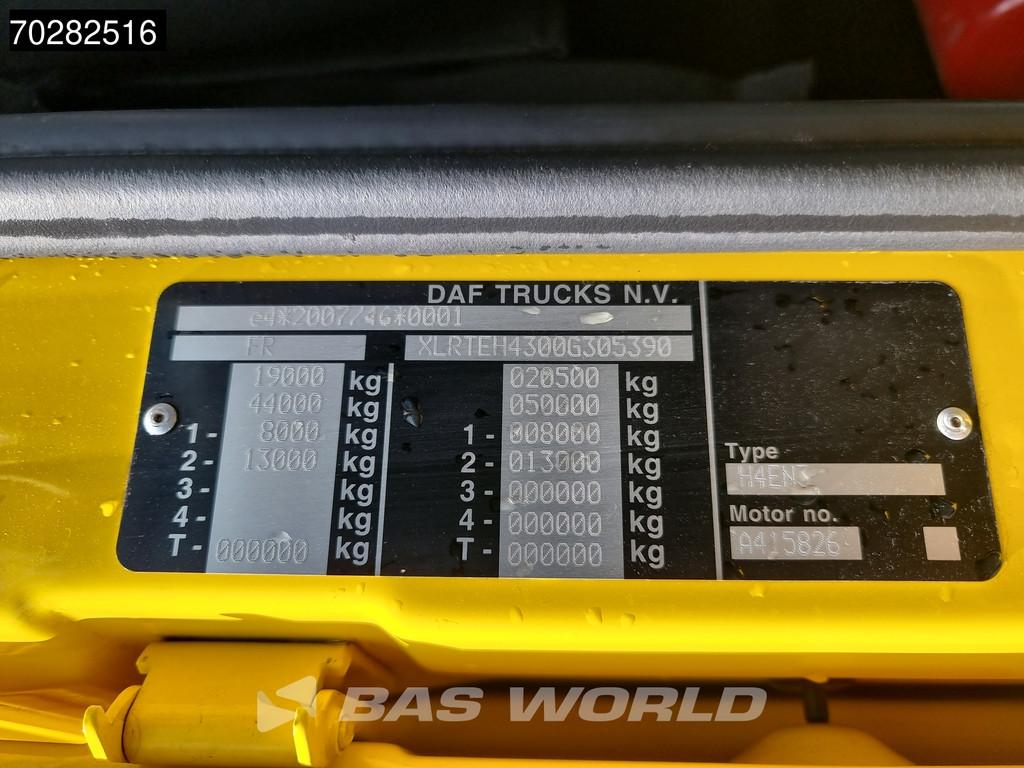 70282516
DAF TRUCKS N.V.
e4*2007/46*0001
FR XLRTEH4300G305390
19000 kg 020500 kg
44000 kg 050000 kg
1- 8000 kg 1- 008000 kg
2- 13000 kg 2- 013000 kg
3- kg 3- 000000 kg
4- kg 4- 000000 kg
T- 000000 kg T- 000000 kg
Type
H4EN3
Motor no.
A415826
BAS WORLD